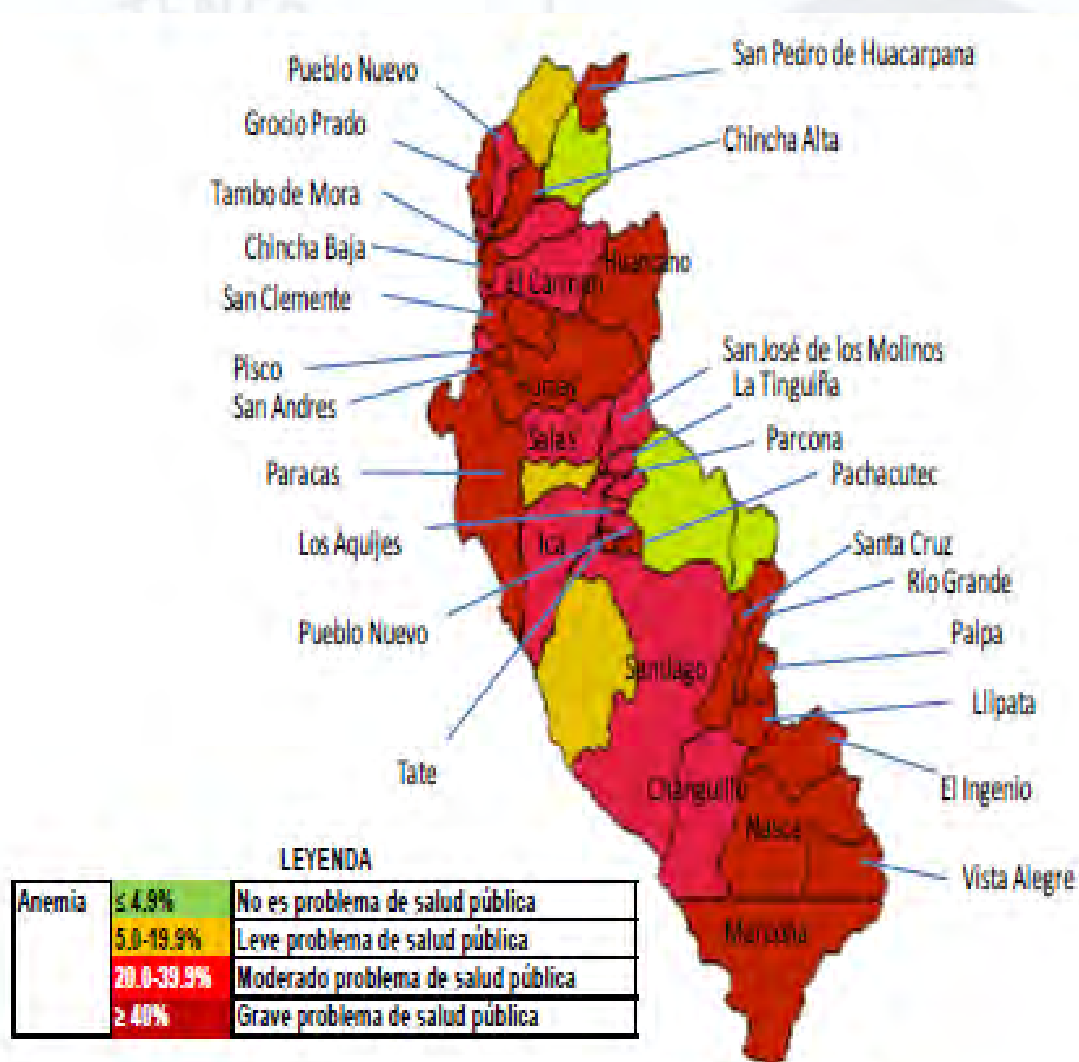 San Pedro de Huacarpana
Pueblo Nuevo
Grocio Prado
Chincha Alta
Tambo de Mora
Chincha Baja
Huancano
El Carmen
San Clemente
San José de los Molinos
Pisco
La Tinguiña
Humay
San Andres
Sales
Parcona
Paracas
Pachacutec
Los Aquijes
Ica
Santa Cruz
Río Grande
Pueblo Nuevo
Palpa
Santiago
Llipata
Tate
Changuillo
El Ingenio
Nasca
Vista Alegre
Marcona
LEYENDA
Anemia
≤ 4.9% No es problema de salud pública
5.0-19.9% Leve problema de salud pública
20.0-39.9% Moderado problema de salud pública
≥ 40% Grave problema de salud pública